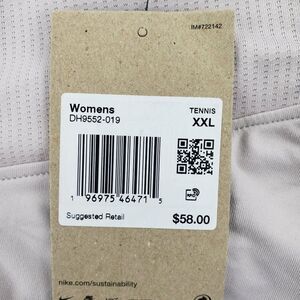 IM#722142
Womens
TENNIS
DH9552-019
XXL
1 96975 46471 5
Suggested Retail
$58.00
nike.com/sustainability